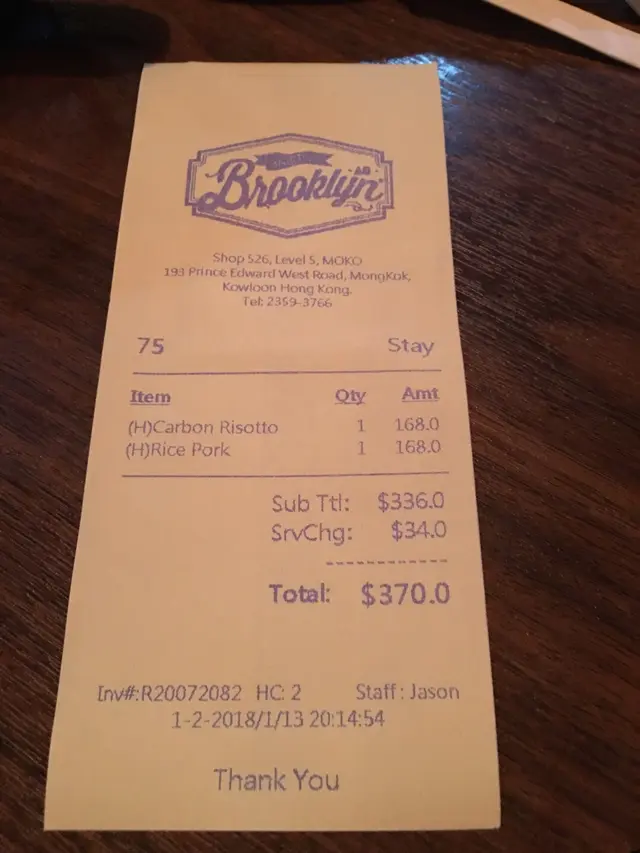 Brooklyn
Shop 526, Level 5, MOKO
193 Prince Edward West Road, MongKok,
Kowloon Hong Kong.
Tel: 2359-3766
75 Stay
Item Qty Amt
(H)Carbon Risotto 1 168.0
(H)Rice Pork 1 168.0
Sub Ttl: $336.0
SrvChg: $34.0
------------
Total: $370.0
Inv#:R20072082 HC: 2 Staff : Jason
1-2-2018/1/13 20:14:54
Thank You